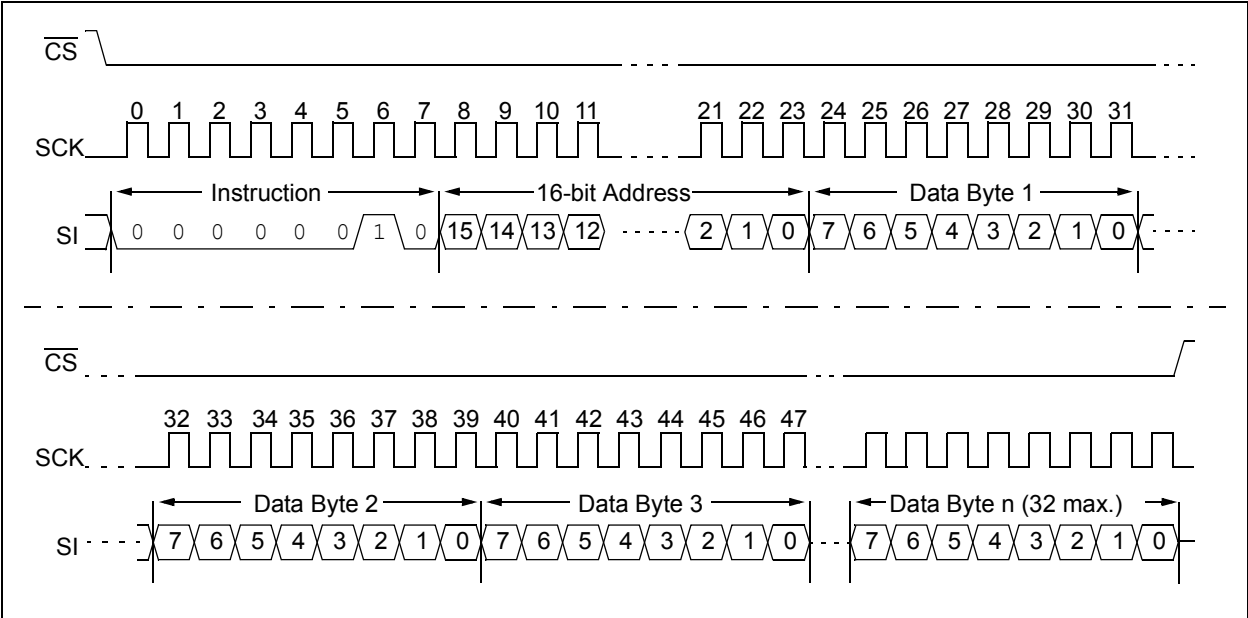 CS
0 1 2 3 4 5 6 7 8 9 10 11 21 22 23 24 25 26 27 28 29 30 31
SCK
Instruction 16-bit Address Data Byte 1
SI 0 0 0 0 0 0 1 0 15 14 13 12 2 1 0 7 6 5 4 3 2 1 0
CS
32 33 34 35 36 37 38 39 40 41 42 43 44 45 46 47
SCK
Data Byte 2 Data Byte 3 Data Byte n (32 max.)
SI 7 6 5 4 3 2 1 0 7 6 5 4 3 2 1 0 7 6 5 4 3 2 1 0